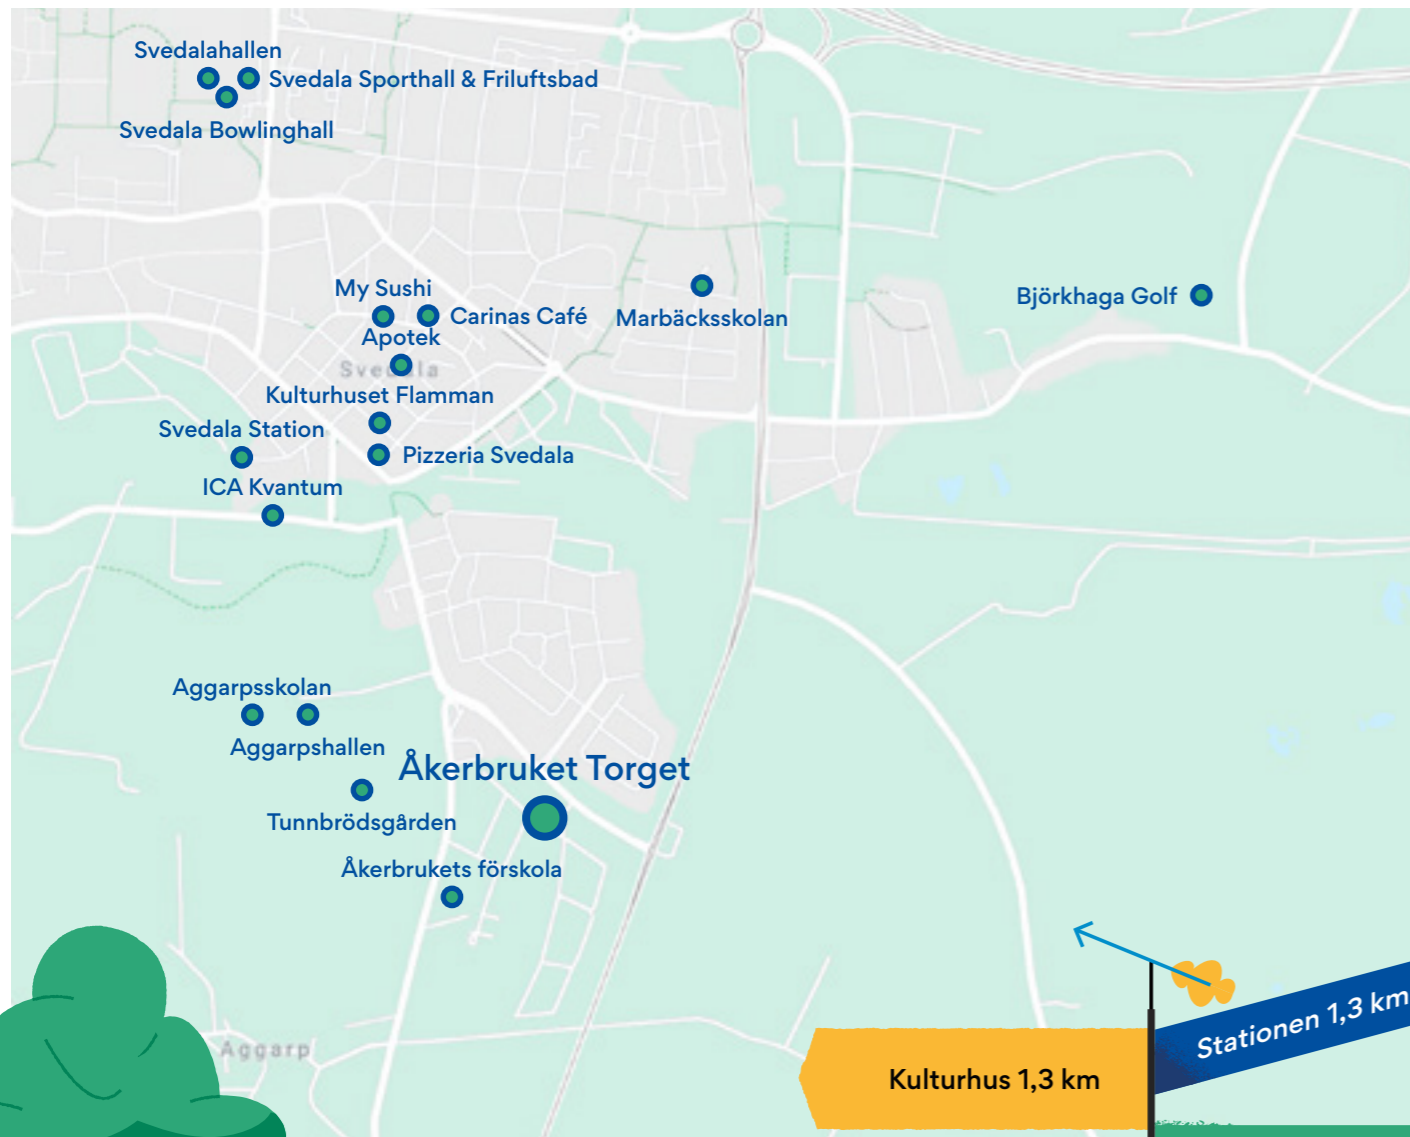 Svedalahallen
Svedala Sporthall & Friluftsbad
Svedala Bowlinghall
My Sushi
Carinas Café
Apotek
Svedala
Marbäcksskolan
Björkhaga Golf
Kulturhuset Flamman
Svedala Station
Pizzeria Svedala
ICA Kvantum
Aggarpsskolan
Aggarpshallen
Åkerbruket Torget
Tunnbrödsgården
Åkerbrukets förskola
Aggarp
Stationen 1,3 km
Kulturhus 1,3 km